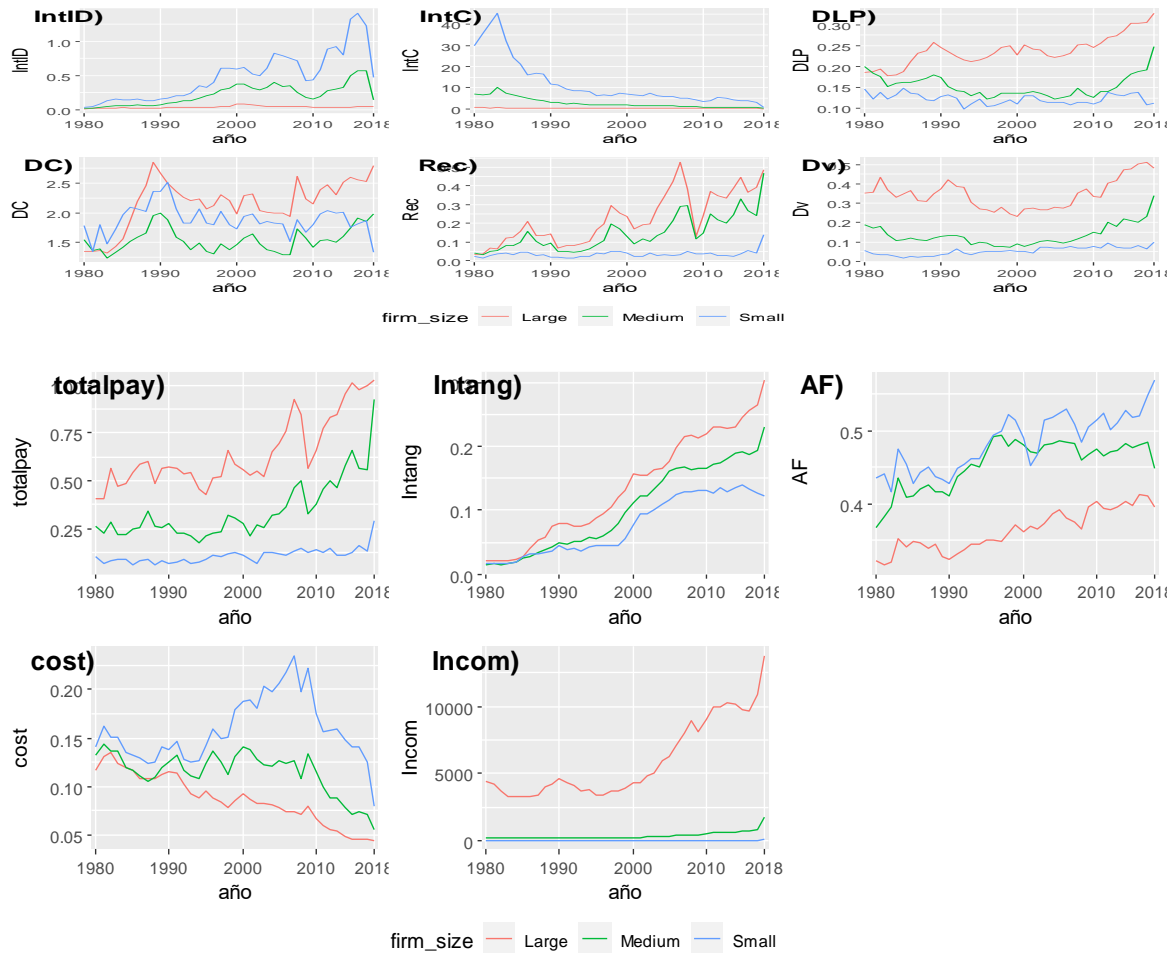 IntID) IntC) DLP)
IntID
1.0
0.5
0.0
1980 1990 2000 2010 2018
año
IntC
40
30
20
10
0
1980 1990 2000 2010 2018
año
DLP
0.30
0.25
0.20
0.15
0.10
1980 1990 2000 2010 2018
año
DC) Rec) Dv)
DC
2.5
2.0
1.5
1980 1990 2000 2010 2018
año
Rec
0.4
0.3
0.2
0.1
0.0
1980 1990 2000 2010 2018
año
Dv
0.4
0.3
0.2
0.1
0.0
1980 1990 2000 2010 2018
año
firm_size Large Medium Small
totalpay) Intang) AF)
totalpay
0.75
0.50
0.25
1980 1990 2000 2010 2018
año
Intang
0.2
0.1
0.0
1980 1990 2000 2010 2018
año
AF
0.5
0.4
1980 1990 2000 2010 2018
año
cost) Incom)
cost
0.20
0.15
0.10
0.05
1980 1990 2000 2010 2018
año
Incom
10000
5000
0
1980 1990 2000 2010 2018
año
firm_size Large Medium Small